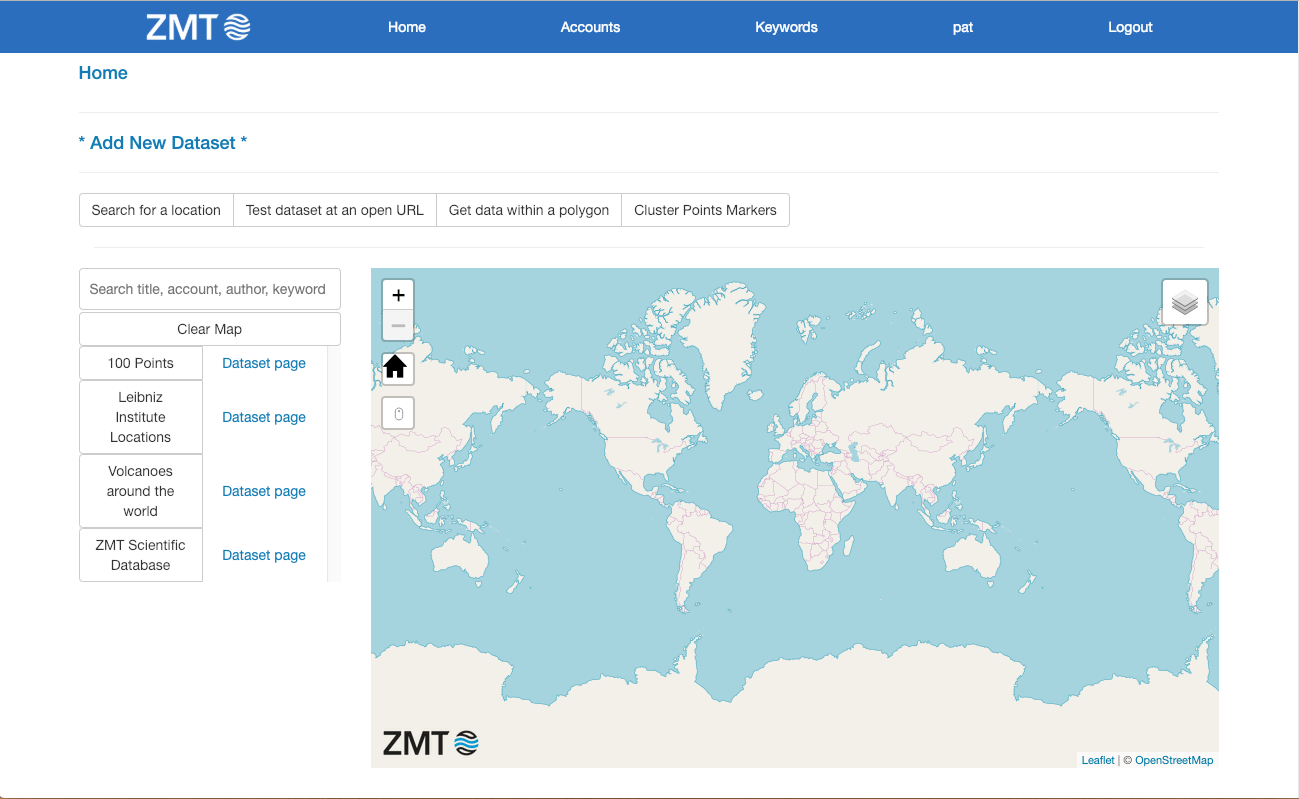 ZMT Home Accounts Keywords pat Logout
Home
* Add New Dataset *
Search for a location Test dataset at an open URL Get data within a polygon Cluster Points Markers
Search title, account, author, keyword
Clear Map
100 Points Dataset page
Leibniz
Institute
Locations
Dataset page
Volcanoes
around the
world
Dataset page
ZMT Scientific
Database
Dataset page
+
−
ZMT
Leaflet | © OpenStreetMap